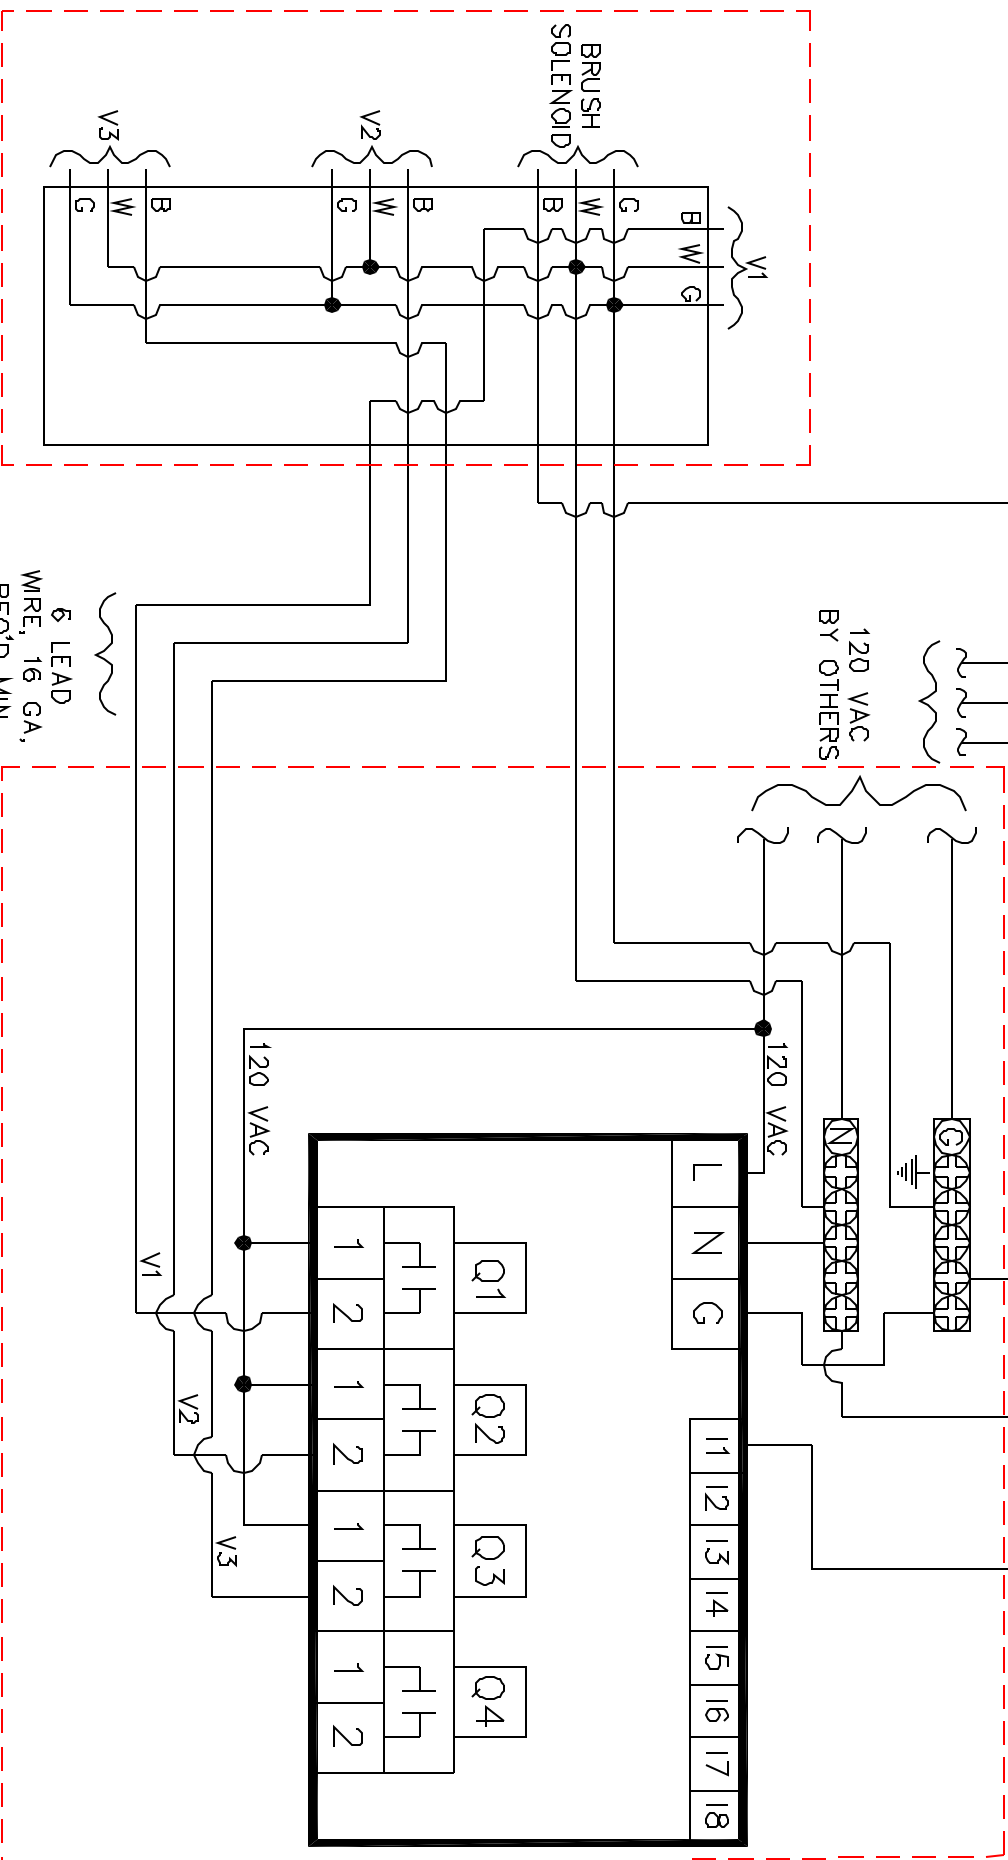 BRUSH
SOLENOID
V3
V2
V1
G
W
B
G
W
B
B
W
G
B
W
G
6 LEAD
WIRE, 16 GA,
120 VAC
BY OTHERS
120 VAC
120 VAC
N
G
L
N
G
1
2
1
2
1
2
1
2
Q1
Q2
Q3
Q4
I1
I2
I3
I4
I5
I6
I7
I8
V1
V2
V3